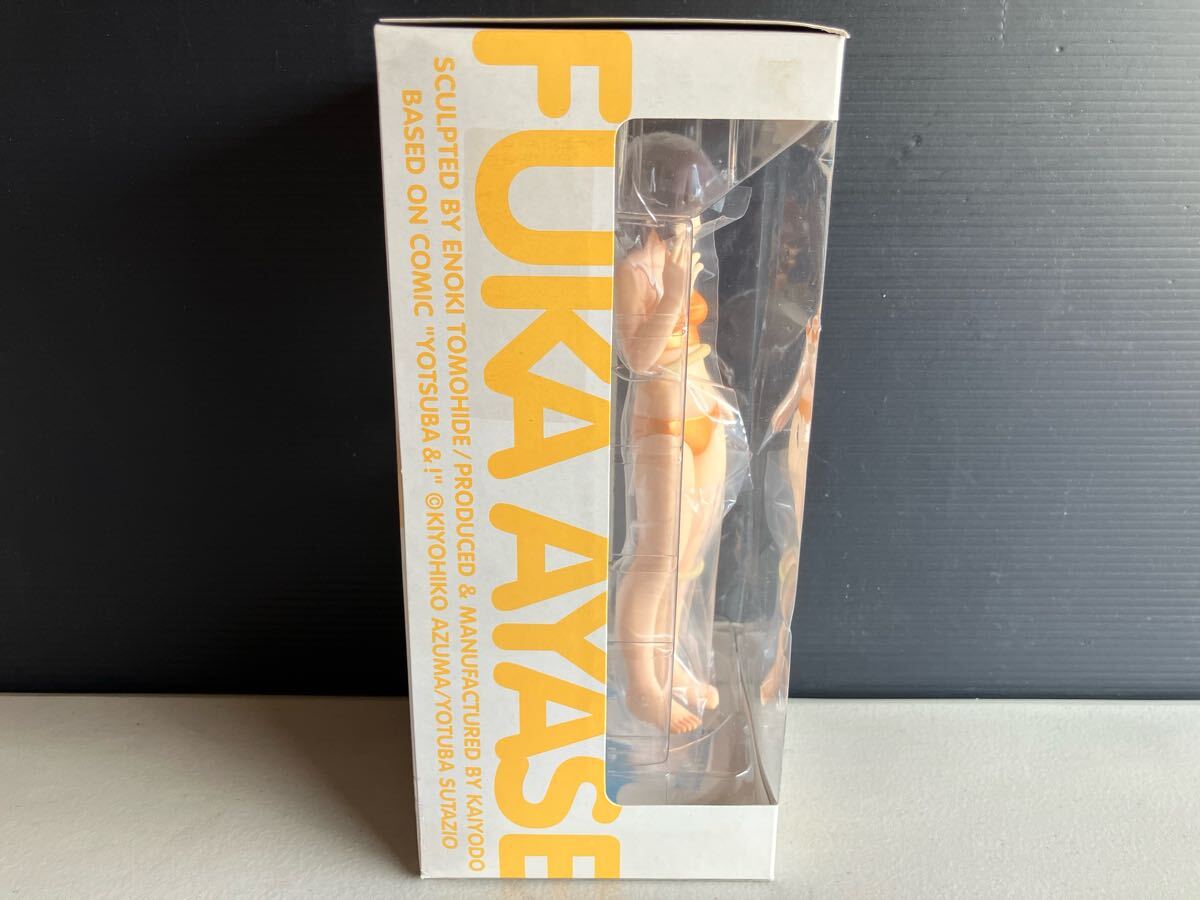 FUKA AYASE
SCULPTED BY ENOKI TOMOHIDE/PRODUCED & MANUFACTURED BY KAIYODO
BASED ON COMIC "YOTSUBA&!" ©KIYOHIKO AZUMA/YOTUBA SUTAZIO